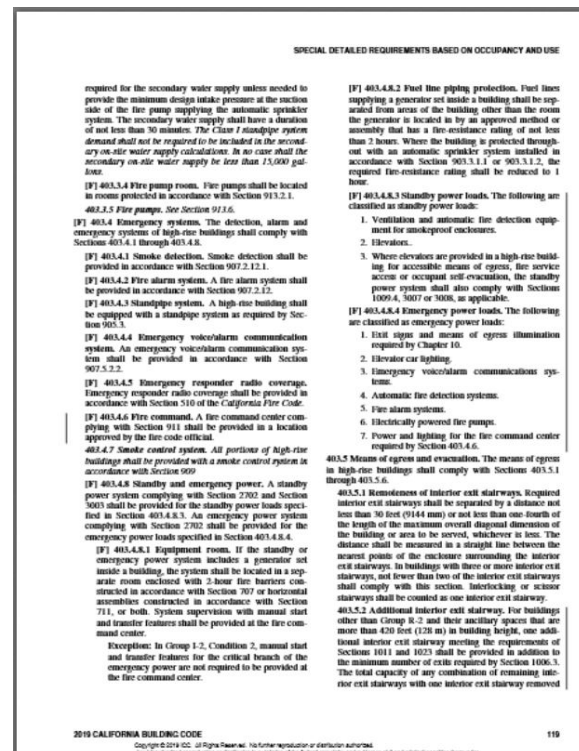 SPECIAL DETAILED REQUIREMENTS BASED ON OCCUPANCY AND USE
required for the secondary water supply unless needed to
provide the minimum design intake pressure at the suction
side of the fire pump supplying the automatic sprinkler
system. The secondary water supply shall have a duration
of not less than 30 minutes. The Class I standpipe system
demand shall not be required to be included in the second-
ary on-site water supply calculations. In no case shall the
secondary on-site water supply be less than 15,000 gal-
lons.
[F] 403.3.4 Fire pump room. Fire pumps shall be located
in rooms protected in accordance with Section 913.2.1.
403.3.5 Fire pumps. See Section 913.6.
[F] 403.4 Emergency systems. The detection, alarm and
emergency systems of high-rise buildings shall comply with
Sections 403.4.1 through 403.4.8.
[F] 403.4.1 Smoke detection. Smoke detection shall be
provided in accordance with Section 907.2.12.1.
[F] 403.4.2 Fire alarm system. A fire alarm system shall
be provided in accordance with Section 907.2.12.
[F] 403.4.3 Standpipe system. A high-rise building shall
be equipped with a standpipe system as required by Sec-
tion 905.3.
[F] 403.4.4 Emergency voice/alarm communication
system. An emergency voice/alarm communication sys-
tem shall be provided in accordance with Section
907.5.2.2.
[F] 403.4.5 Emergency responder radio coverage.
Emergency responder radio coverage shall be provided in
accordance with Section 510 of the California Fire Code.
[F] 403.4.6 Fire command. A fire command center com-
plying with Section 911 shall be provided in a location
approved by the fire code official.
403.4.7 Smoke control system. All portions of high-rise
buildings shall be provided with a smoke control system in
accordance with Section 909
[F] 403.4.8 Standby and emergency power. A standby
power system complying with Section 2702 and Section
3003 shall be provided for the standby power loads speci-
fied in Section 403.4.8.3. An emergency power system
complying with Section 2702 shall be provided for the
emergency power loads specified in Section 403.4.8.4.
[F] 403.4.8.1 Equipment room. If the standby or
emergency power system includes a generator set
inside a building, the system shall be located in a sep-
arate room enclosed with 2-hour fire barriers con-
structed in accordance with Section 707 or horizontal
assemblies constructed in accordance with Section
711, or both. System supervision with manual start
and transfer features shall be provided at the fire com-
mand center.
Exception: In Group I-2, Condition 2, manual start
and transfer features for the critical branch of the
emergency power are not required to be provided at
the fire command center.
[F] 403.4.8.2 Fuel line piping protection. Fuel lines
supplying a generator set inside a building shall be sep-
arated from areas of the building other than the room
the generator is located in by an approved method or
assembly that has a fire-resistance rating of not less
than 2 hours. Where the building is protected through-
out with an automatic sprinkler system installed in
accordance with Section 903.3.1.1 or 903.3.1.2, the
required fire-resistance rating shall be reduced to 1
hour.
[F] 403.4.8.3 Standby power loads. The following are
classified as standby power loads:
1. Ventilation and automatic fire detection equip-
ment for smokeproof enclosures.
2. Elevators..
3. Where elevators are provided in a high-rise build-
ing for accessible means of egress, fire service
access or occupant self-evacuation, the standby
power system shall also comply with Sections
1009.4, 3007 or 3008, as applicable.
[F] 403.4.8.4 Emergency power loads. The following
are classified as emergency power loads:
1. Exit signs and means of egress illumination
required by Chapter 10.
2. Elevator car lighting.
3. Emergency voice/alarm communications sys-
tems.
4. Automatic fire detection systems.
5. Fire alarm systems.
6. Electrically powered fire pumps.
7. Power and lighting for the fire command center
required by Section 403.4.6.
403.5 Means of egress and evacuation. The means of egress
in high-rise buildings shall comply with Sections 403.5.1
through 403.5.6.
403.5.1 Remoteness of interior exit stairways. Required
interior exit stairways shall be separated by a distance not
less than 30 feet (9144 mm) or not less than one-fourth of
the length of the maximum overall diagonal dimension of
the building or area to be served, whichever is less. The
distance shall be measured in a straight line between the
nearest points of the enclosure surrounding the interior
exit stairways. In buildings with three or more interior exit
stairways, not fewer than two of the interior exit stairways
shall comply with this section. Interlocking or scissor
stairways shall be counted as one interior exit stairway.
403.5.2 Additional interior exit stairway. For buildings
other than Group R-2 and their ancillary spaces that are
more than 420 feet (128 m) in building height, one addi-
tional interior exit stairway meeting the requirements of
Sections 1011 and 1023 shall be provided in addition to
the minimum number of exits required by Section 1006.3.
The total capacity of any combination of remaining inte-
rior exit stairways with one interior exit stairway removed
2019 CALIFORNIA BUILDING CODE
119
Copyright © 2019 ICC. All Rights Reserved. No further reproduction or distribution authorized.